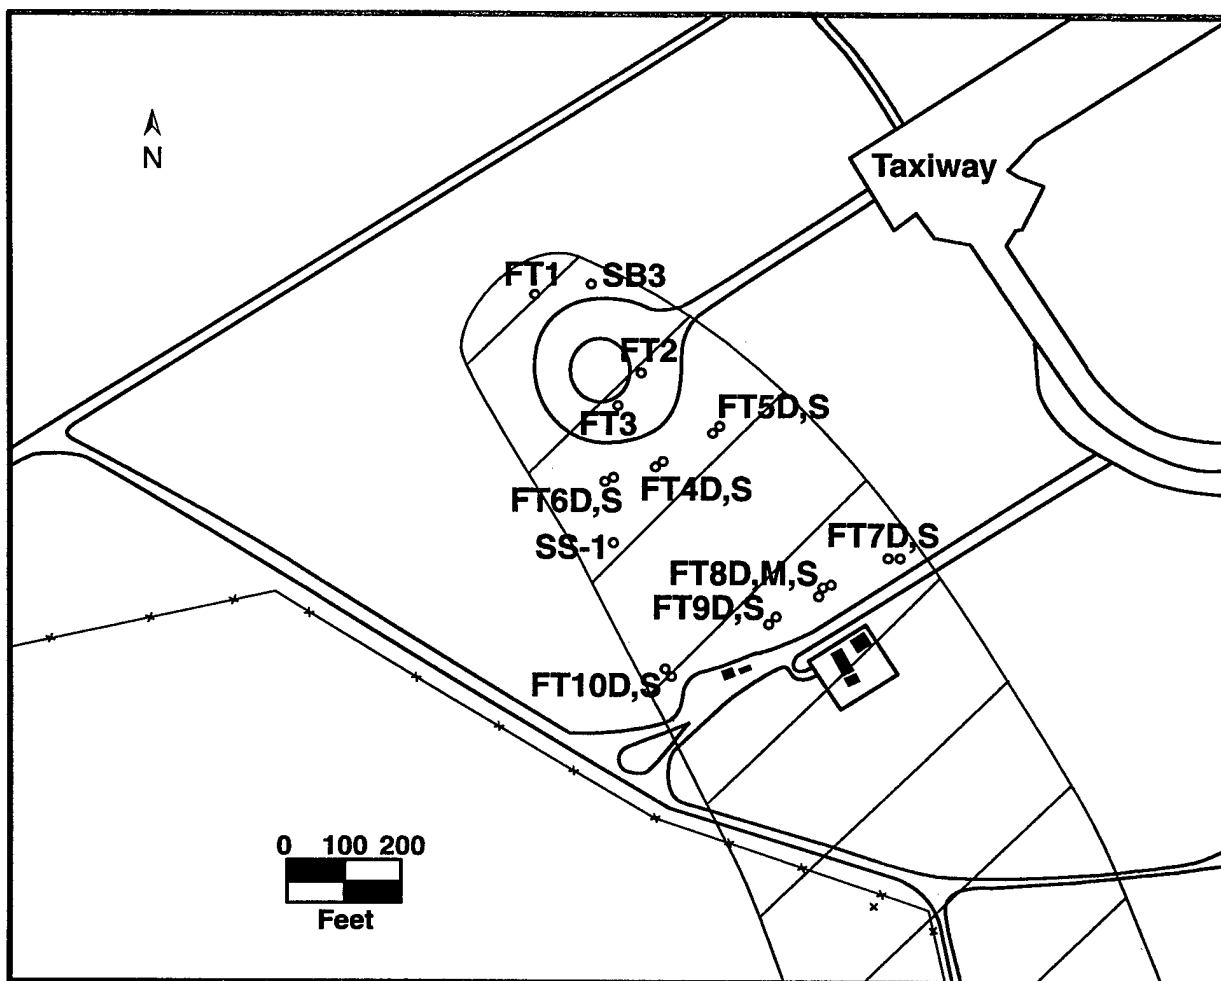 N
Taxiway
FT1
SB3
FT2
FT3
FT5D,S
FT4D,S
FT6D,S
SS-1
FT7D,S
FT8D,M,S
FT9D,S
FT10D,S
0 100 200
Feet